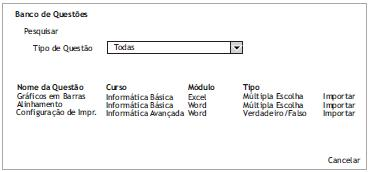 Banco de Questões
Pesquisar
Tipo de Questão Todas
Nome da Questão Curso Módulo Tipo
Gráficos em Barras Informática Básica Excel Múltipla Escolha Importar
Alinhamento Informática Básica Word Múltipla Escolha Importar
Configuração de Impr. Informática Avançada Word Verdadeiro/Falso Importar
Cancelar